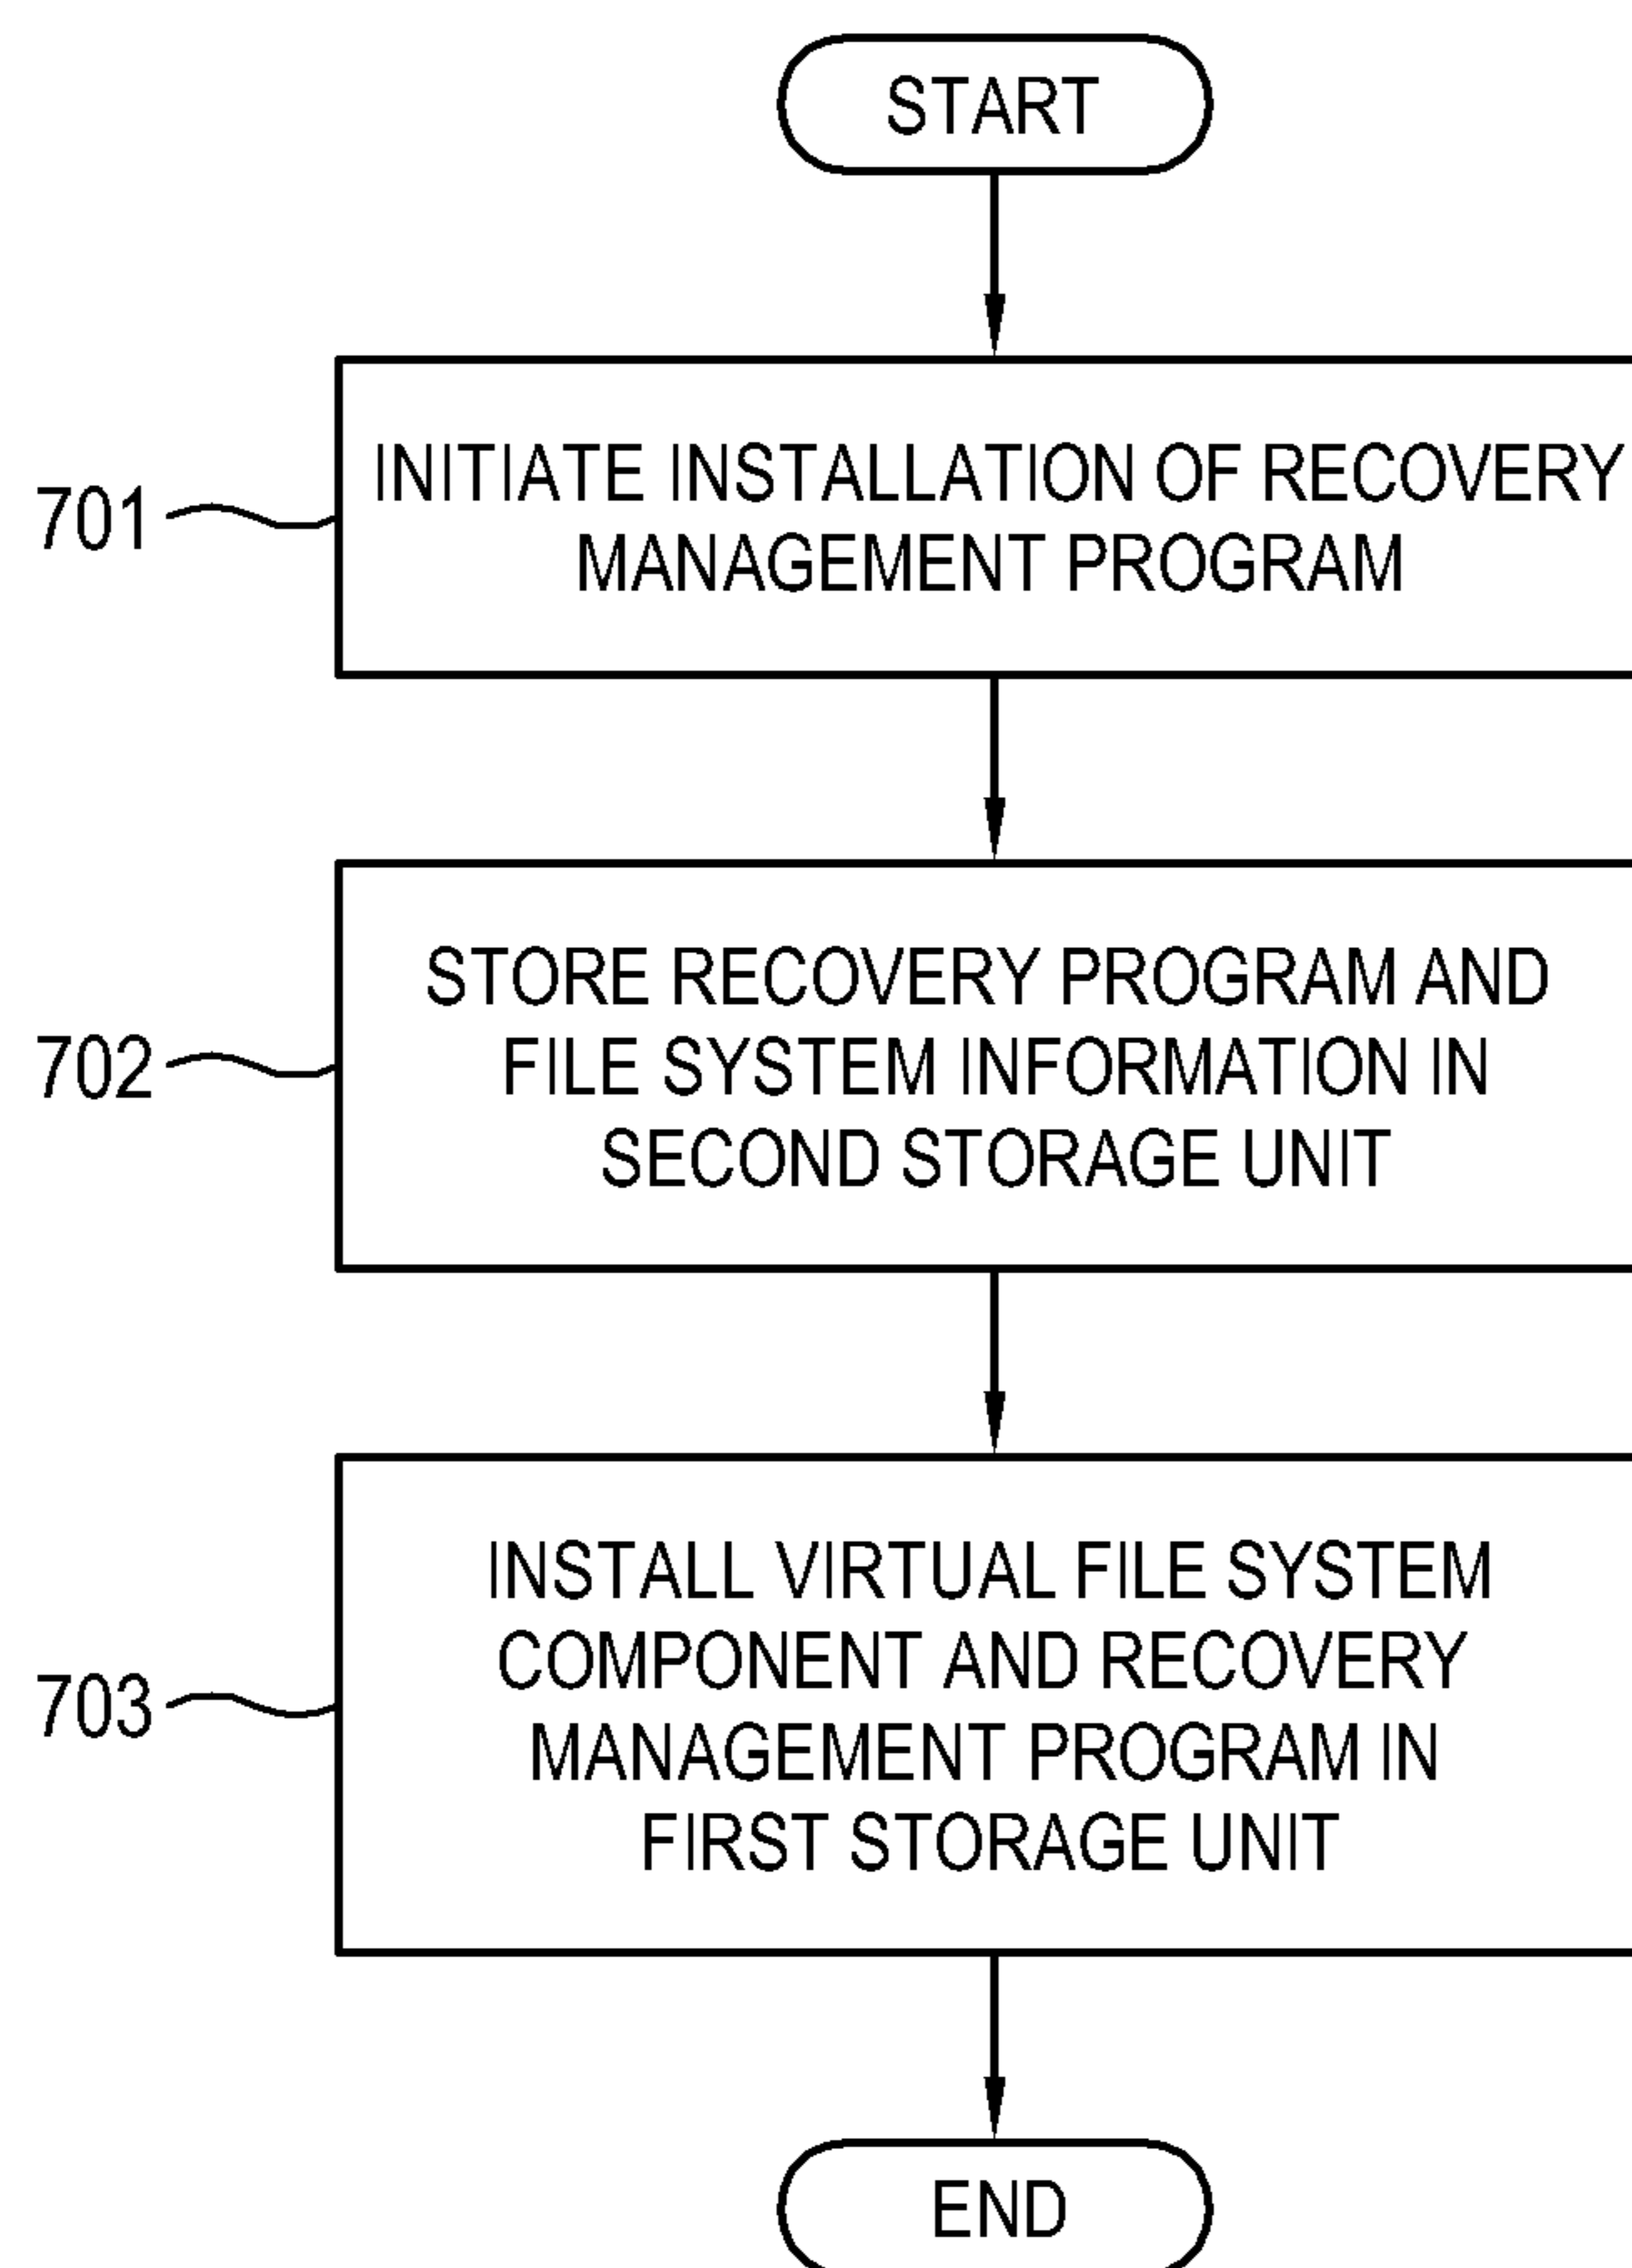 START
701
INITIATE INSTALLATION OF RECOVERY
MANAGEMENT PROGRAM
702
STORE RECOVERY PROGRAM AND
FILE SYSTEM INFORMATION IN
SECOND STORAGE UNIT
703
INSTALL VIRTUAL FILE SYSTEM
COMPONENT AND RECOVERY
MANAGEMENT PROGRAM IN
FIRST STORAGE UNIT
END